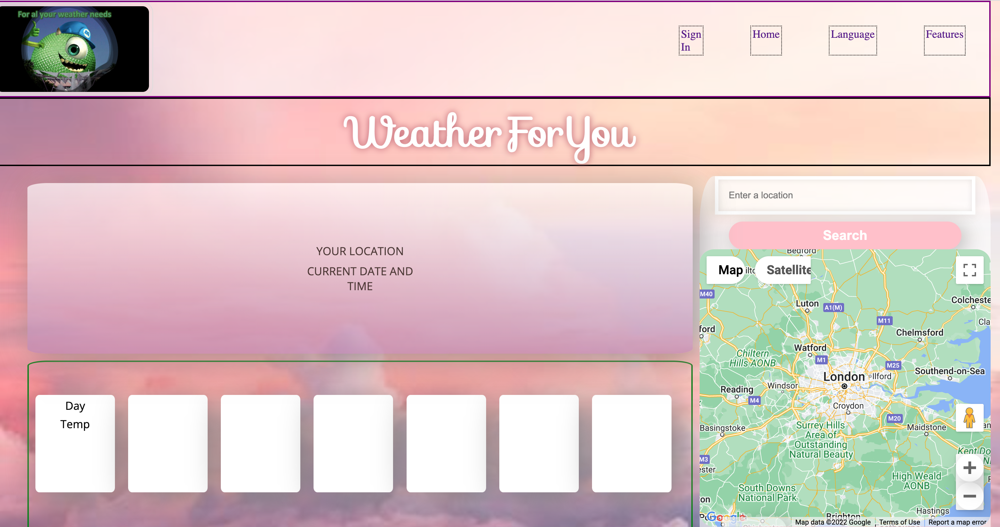 For al your weather needs
Sign
In
Home
Language
Features
Weather For You
YOUR LOCATION
CURRENT DATE AND
TIME
Day
Temp
Enter a location
Search
Bedford
Map
Satellite
M40
Luton
A1(M)
Colcheste
M11
Cla
ford
Chelmsford
Watford
Chiltern
Hills AONB
M1
M25
Southend-on-Sea
London
Ilford
Windsor
Reading
M4
Croydon
M20
Basingstoke
Maidstone
Surrey Hills
Area of
Outstanding
Natural Beauty
Kent Do
M3
ester
High Weald
AONB
South Downs
National Park
ton
Hastings
Google
Brighton
Map data ©2022 Google
Terms of Use
Report a map error